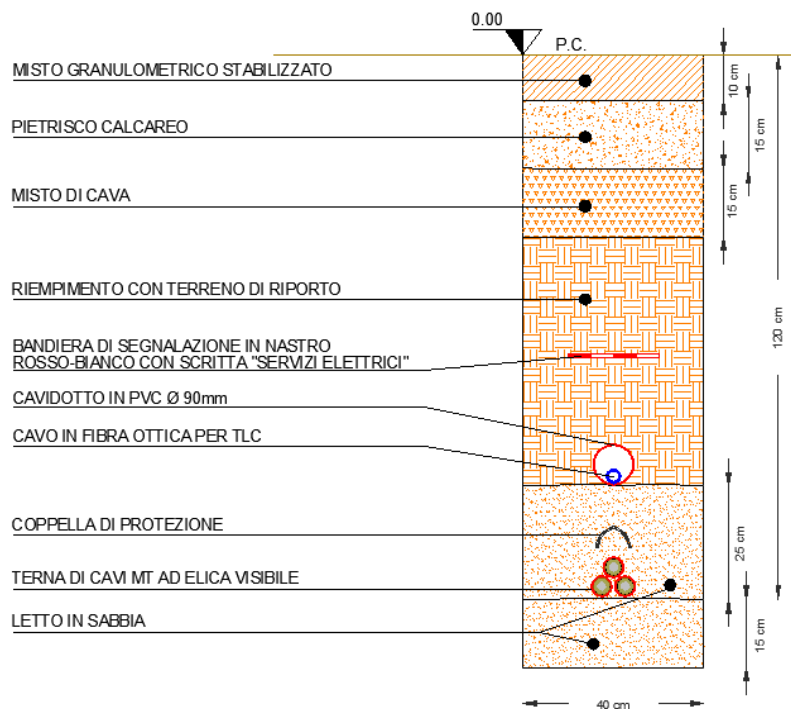 0.00
P.C.
MISTO GRANULOMETRICO STABILIZZATO
10 cm
PIETRISCO CALCAREO
15 cm
MISTO DI CAVA
15 cm
RIEMPIMENTO CON TERRENO DI RIPORTO
120 cm
BANDIERA DI SEGNALAZIONE IN NASTRO
ROSSO-BIANCO CON SCRITTA "SERVIZI ELETTRICI"
CAVIDOTTO IN PVC Ø 90mm
CAVO IN FIBRA OTTICA PER TLC
COPPELLA DI PROTEZIONE
25 cm
TERNA DI CAVI MT AD ELICA VISIBILE
LETTO IN SABBIA
15 cm
40 cm